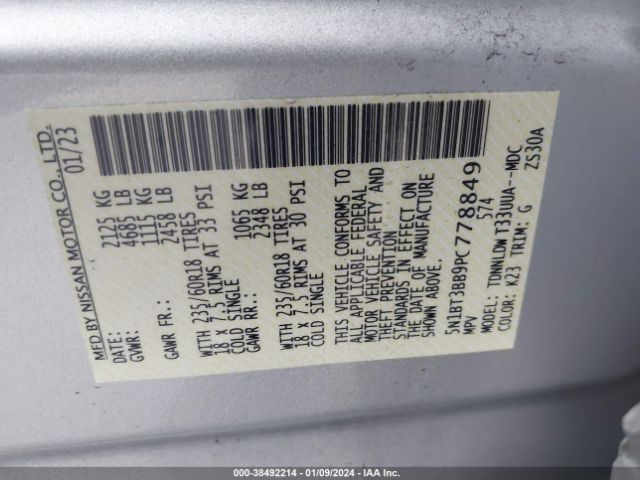 MFD BY NISSAN MOTOR CO., LTD.
DATE: 01/23
GVWR: 2125 KG
4685 LB
GAWR FR.: 1115 KG
2458 LB
WITH 235/60R18 TIRES
18 x 7.5 RIMS AT 33 PSI
COLD SINGLE
GAWR RR.: 1065 KG
2348 LB
WITH 235/60R18 TIRES
18 x 7.5 RIMS AT 30 PSI
COLD SINGLE
THIS VEHICLE CONFORMS TO
ALL APPLICABLE FEDERAL
MOTOR VEHICLE SAFETY AND
THEFT PREVENTION
STANDARDS IN EFFECT ON
THE DATE OF MANUFACTURE
SHOWN ABOVE.
5N1BT3BB9PC778849
MPV 574
MODEL: TDNNLDWT33UUA--MDC
COLOR: K23 TRIM: G ZS30A
000-38492214 - 01/09/2024 - IAA Inc.